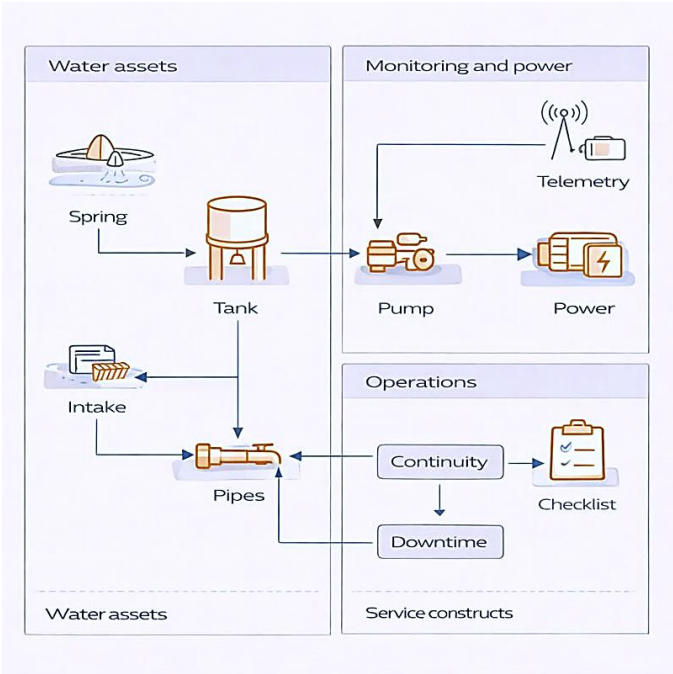 Water assets
Spring
Tank
Intake
Pipes
Water assets
Monitoring and power
Telemetry
Pump
Power
Operations
Continuity
Checklist
Downtime
Service constructs